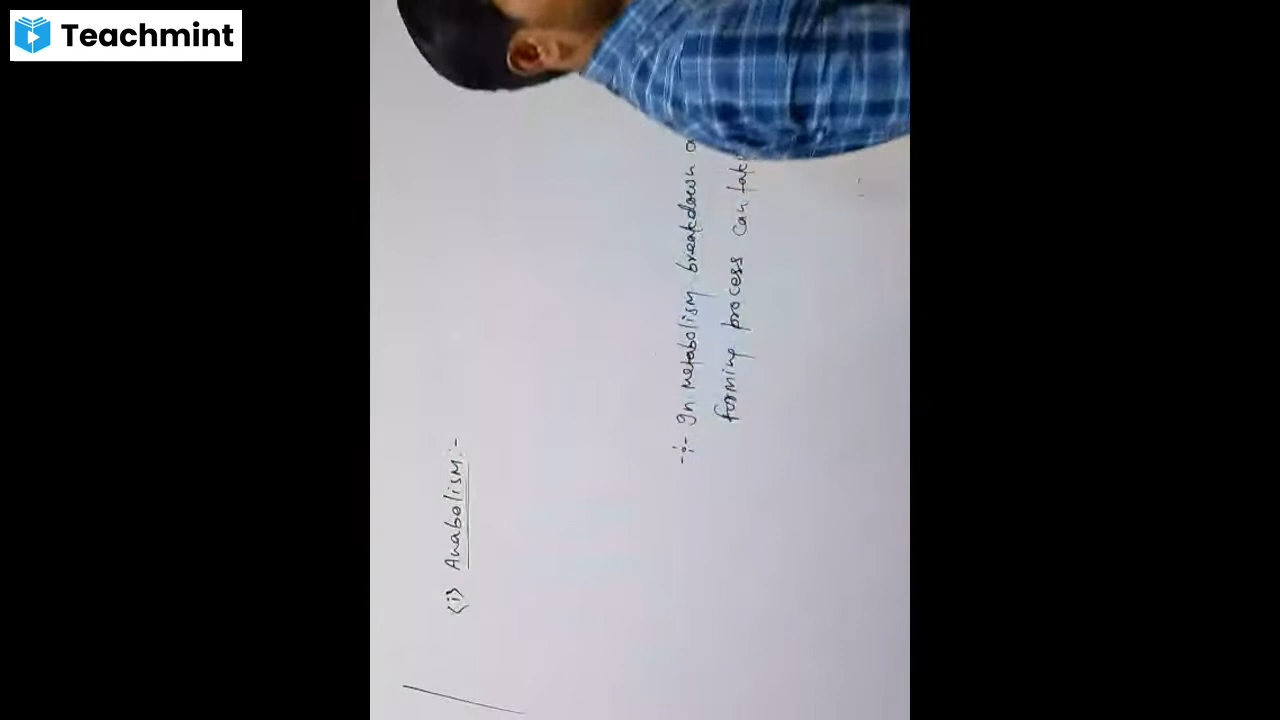 Teachmint
(i) Anabolism:-
-:- In metabolism breakdown
forming process can